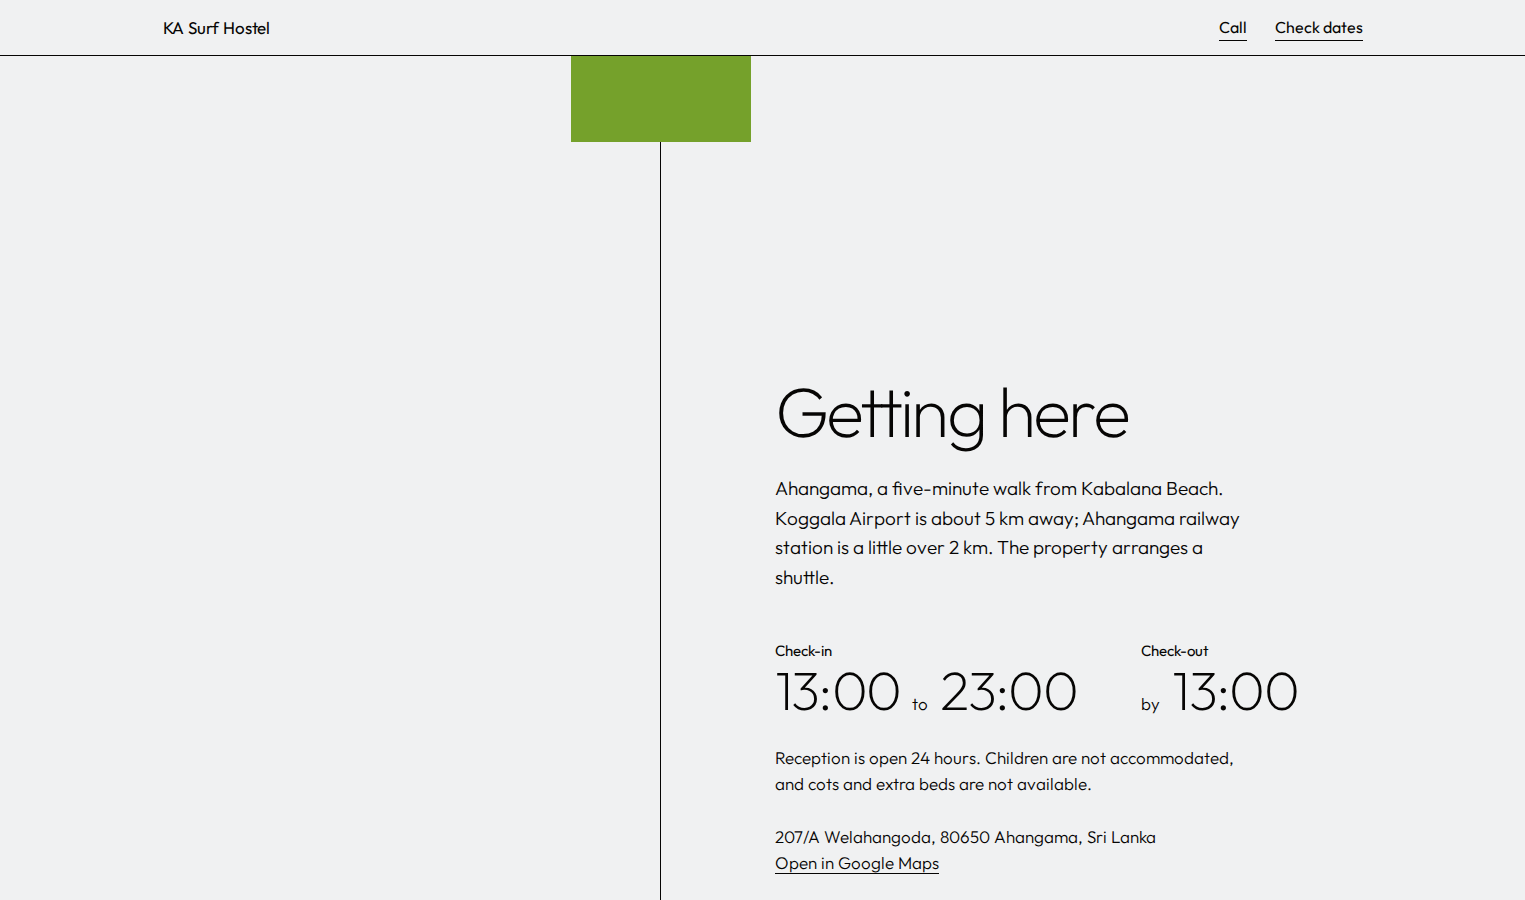 KA Surf Hostel
Call
Check dates
Getting here
Ahangama, a five-minute walk from Kabalana Beach.
Koggala Airport is about 5 km away; Ahangama railway
station is a little over 2 km. The property arranges a
shuttle.
Check-in
13:00 to 23:00
Check-out
by 13:00
Reception is open 24 hours. Children are not accommodated,
and cots and extra beds are not available.
207/A Welahangoda, 80650 Ahangama, Sri Lanka
Open in Google Maps